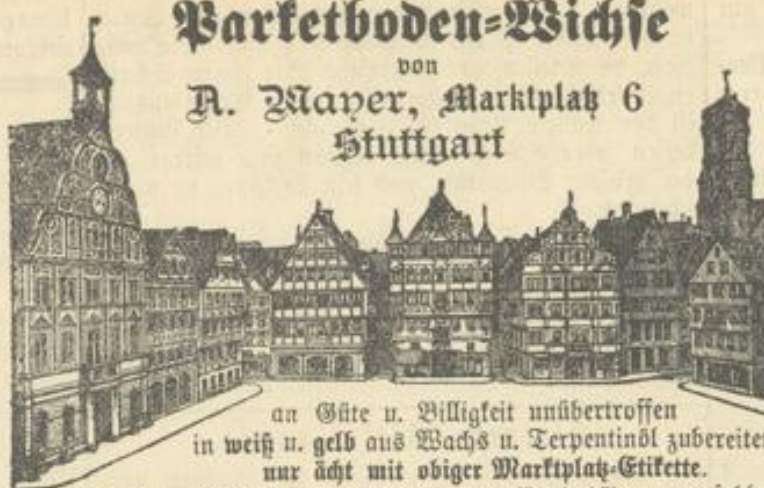 Parketboden-Wichse
von
A. Mayer, Marktplatz 6
Stuttgart
an Güte u. Billigkeit unübertroffen
in weiß u. gelb aus Wachs u. Terpentinöl zubereitet
nur ächt mit obiger Marktplatz-Etikette.